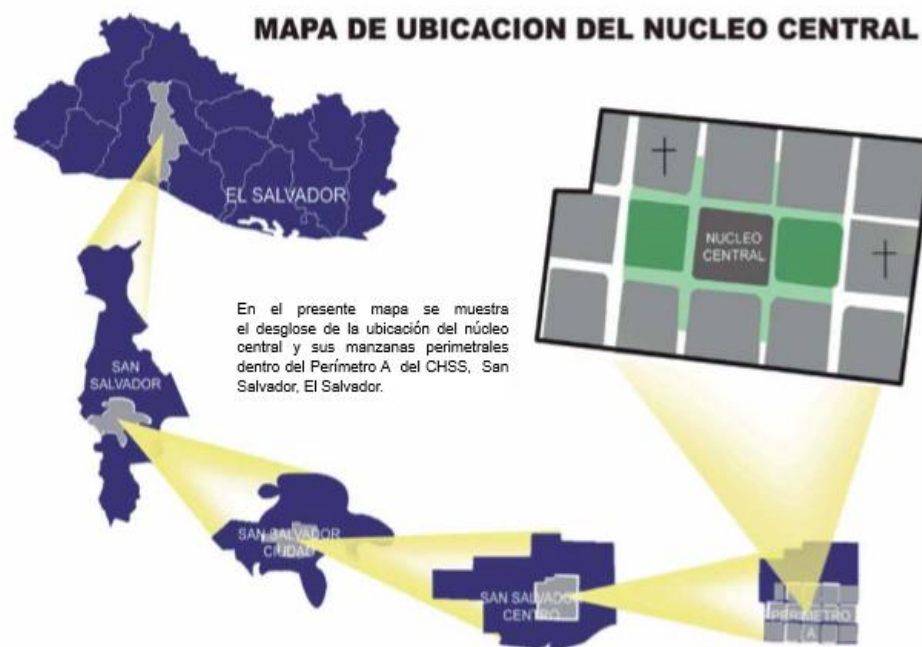 MAPA DE UBICACION DEL NUCLEO CENTRAL
EL SALVADOR
NUCLEO
CENTRAL
En el presente mapa se muestra
el desglose de la ubicación del núcleo
central y sus manzanas perimetrales
dentro del Perímetro A del CHSS, San
Salvador, El Salvador.
SAN
SALVADOR
SAN SALVADOR
CIUDAD
SAN SALVADOR
CENTRO
PERIMETRO
A